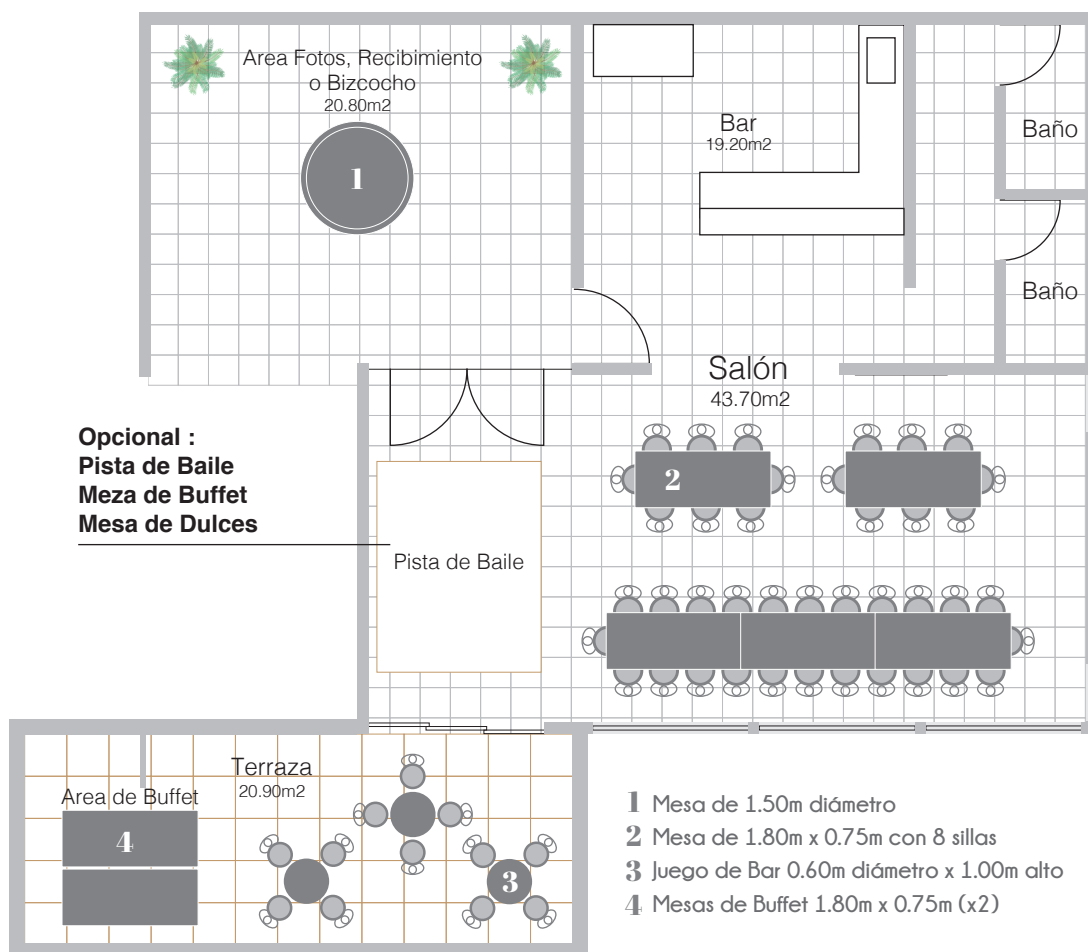 Area Fotos, Recibimiento
o Bizcocho
20.80m2
1
Bar
19.20m2
Baño
Baño
Salón
43.70m2
Opcional :
Pista de Baile
Meza de Buffet
Mesa de Dulces
2
Pista de Baile
Terraza
20.90m2
Area de Buffet
4
3
1 Mesa de 1.50m diámetro
2 Mesa de 1.80m x 0.75m con 8 sillas
3 Juego de Bar 0.60m diámetro x 1.00m alto
4 Mesas de Buffet 1.80m x 0.75m (x2)